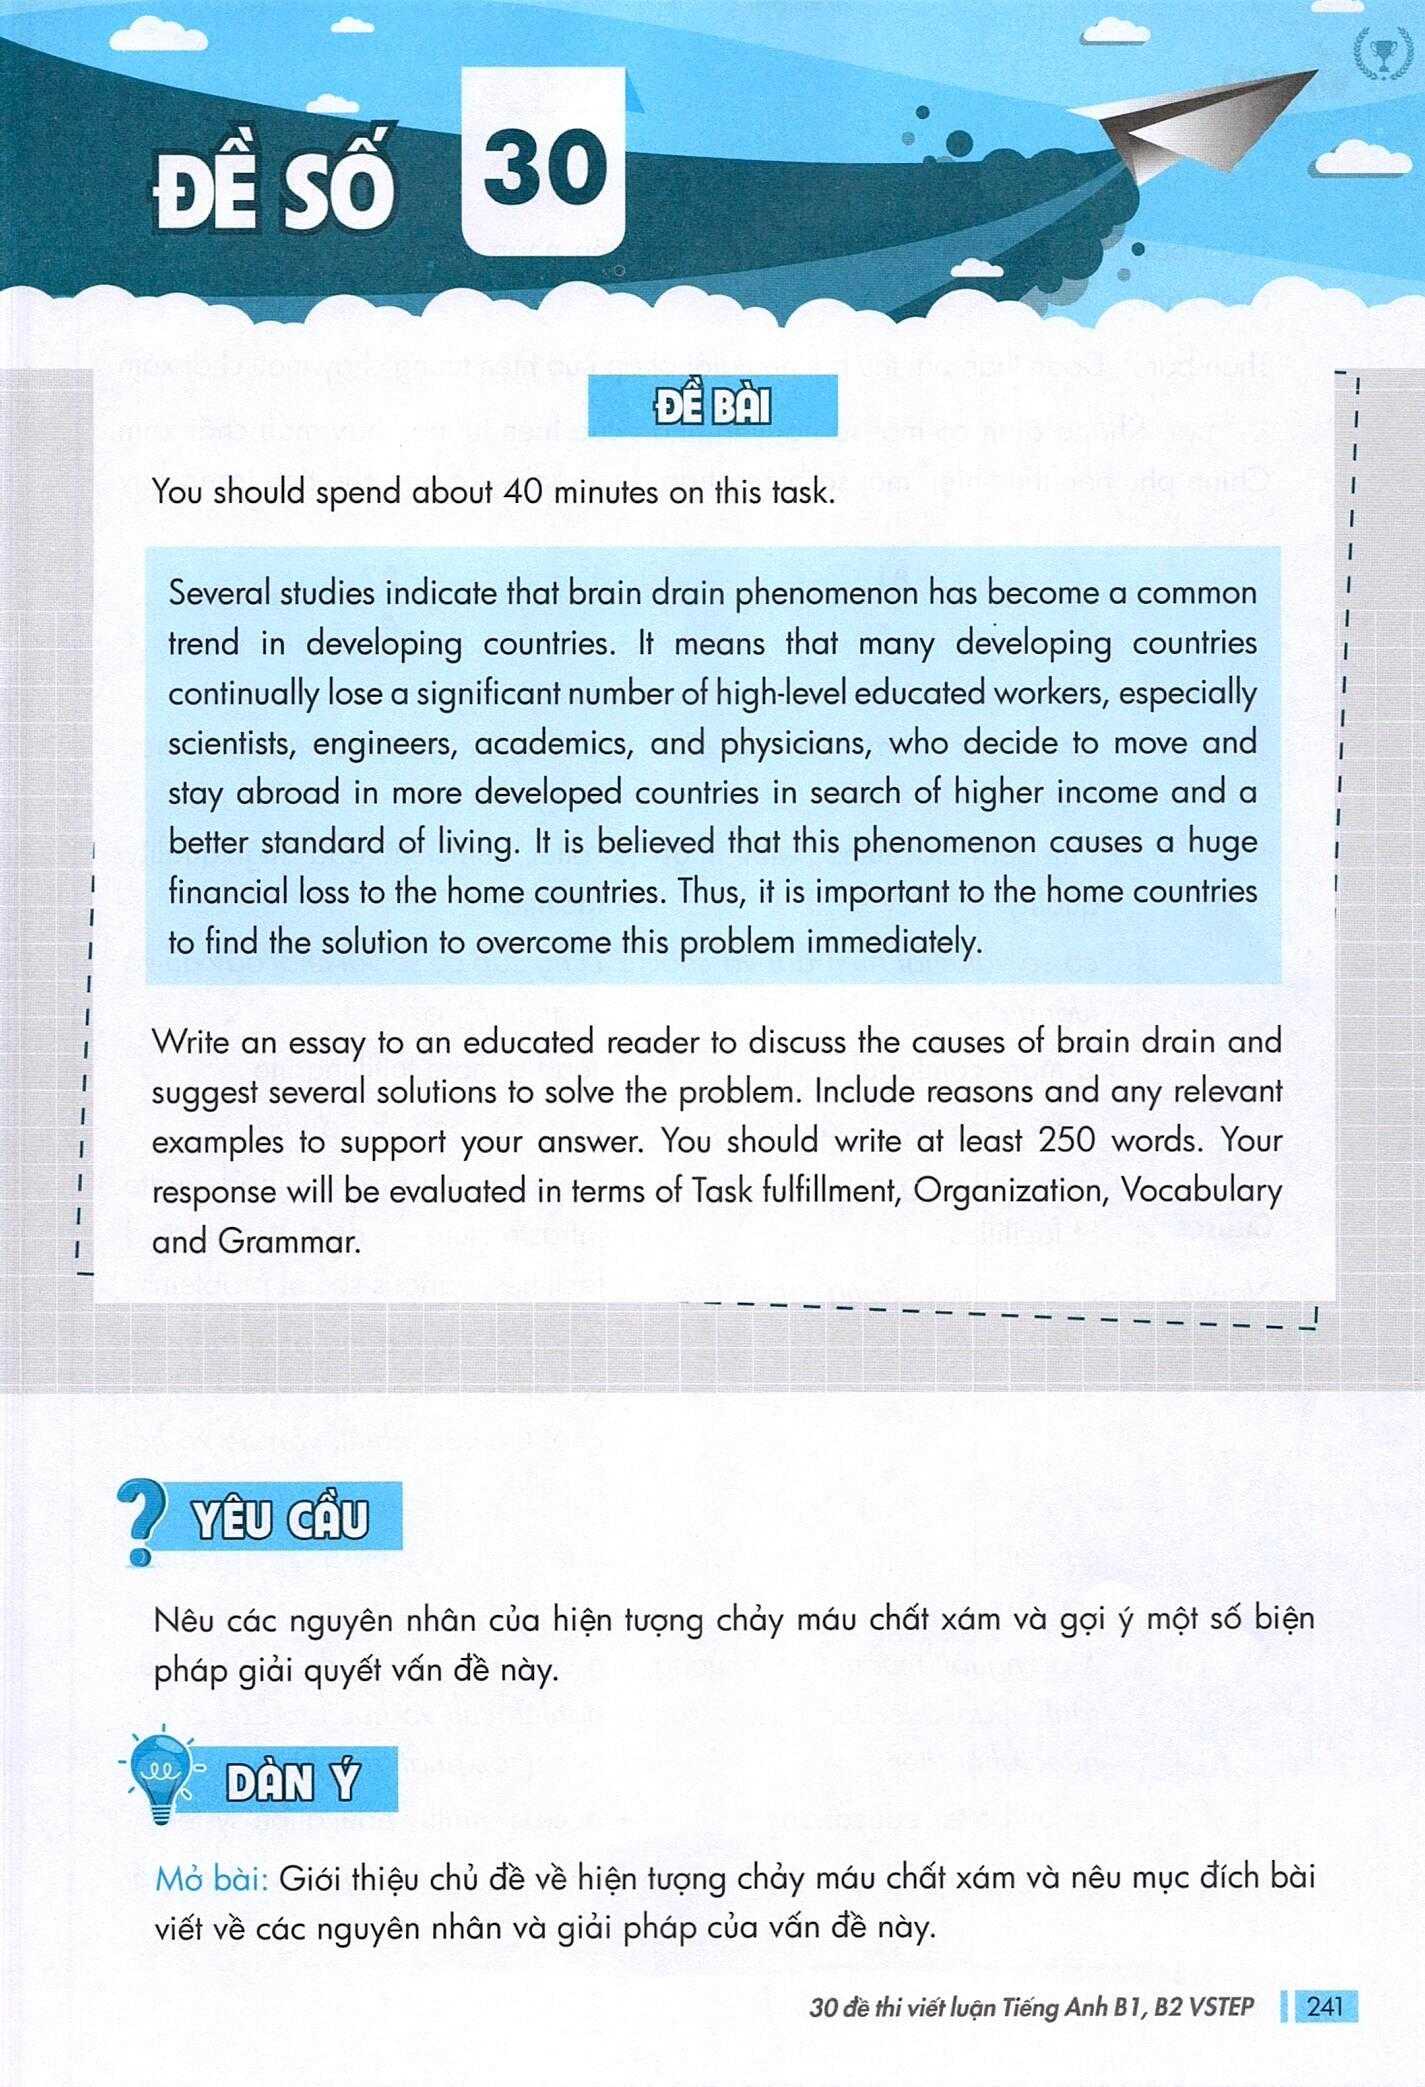 ĐỀ SỐ 30
ĐỀ BÀI
You should spend about 40 minutes on this task.
Several studies indicate that brain drain phenomenon has become a common
trend in developing countries. It means that many developing countries
continually lose a significant number of high-level educated workers, especially
scientists, engineers, academics, and physicians, who decide to move and
stay abroad in more developed countries in search of higher income and a
better standard of living. It is believed that this phenomenon causes a huge
financial loss to the home countries. Thus, it is important to the home countries
to find the solution to overcome this problem immediately.
Write an essay to an educated reader to discuss the causes of brain drain and
suggest several solutions to solve the problem. Include reasons and any relevant
examples to support your answer. You should write at least 250 words. Your
response will be evaluated in terms of Task fulfillment, Organization, Vocabulary
and Grammar.
YÊU CẦU
Nêu các nguyên nhân của hiện tượng chảy máu chất xám và gợi ý một số biện
pháp giải quyết vấn đề này.
DÀN Ý
Mở bài: Giới thiệu chủ đề về hiện tượng chảy máu chất xám và nêu mục đích bài
viết về các nguyên nhân và giải pháp của vấn đề này.
30 đề thi viết luận Tiếng Anh B1, B2 VSTEP 241